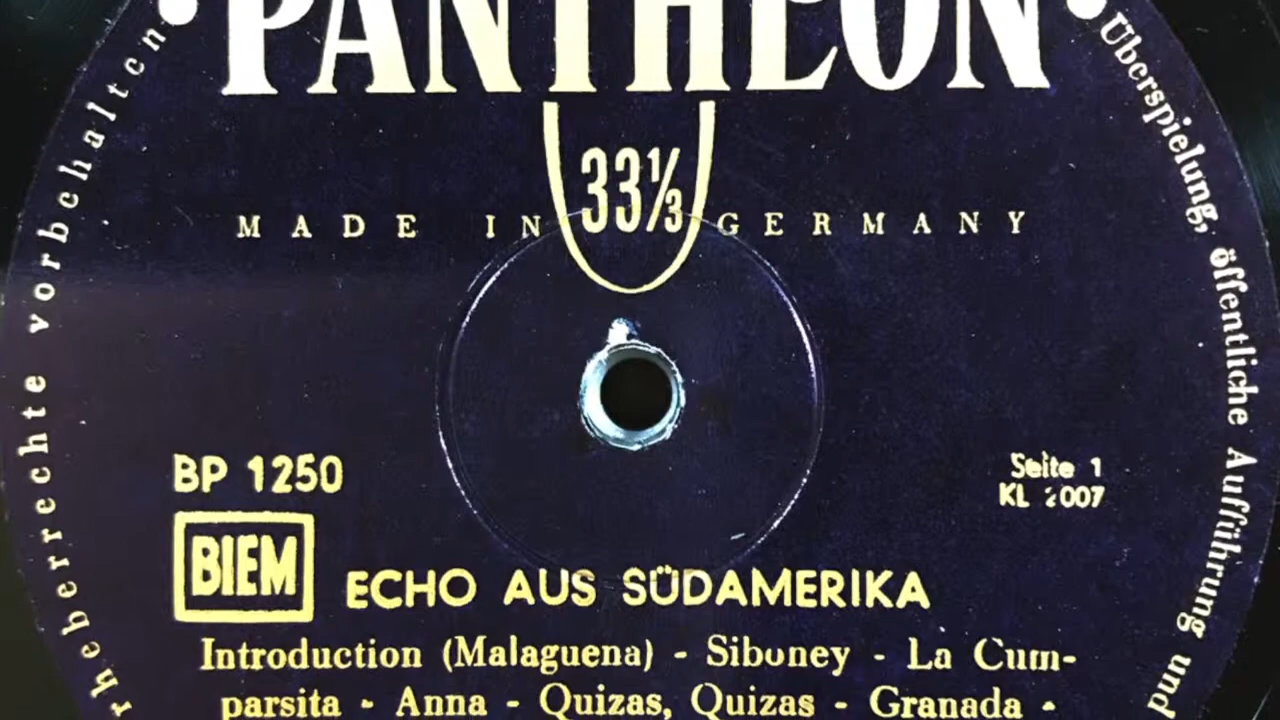 PANTHEON
33⅓
MADE IN GERMANY
BP 1250
Seite 1
BIEM
ECHO AUS SÜDAMERIKA
Introduction (Malaguena) - Siboney - La Cum-
parsita - Anna - Quizas, Quizas - Granada -
rheberrechte vorbehalten
Überspielung, öffentliche Aufführung und